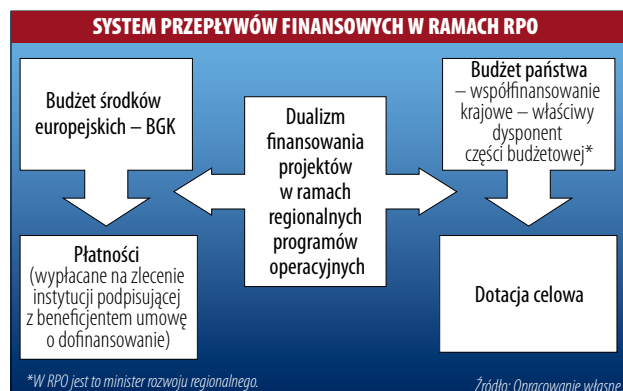 SYSTEM PRZEPŁYWÓW FINANSOWYCH W RAMACH RPO
Budżet środków
europejskich – BGK
Płatności
(wypłacane na zlecenie
instytucji podpisującej
z beneficjentem umowę
o dofinansowanie)
Dualizm
finansowania
projektów
w ramach
regionalnych
programów
operacyjnych
Budżet państwa
– współfinansowanie
krajowe – właściwy
dysponent
części budżetowej*
Dotacja celowa
*W RPO jest to minister rozwoju regionalnego.
Źródło: Opracowanie własne